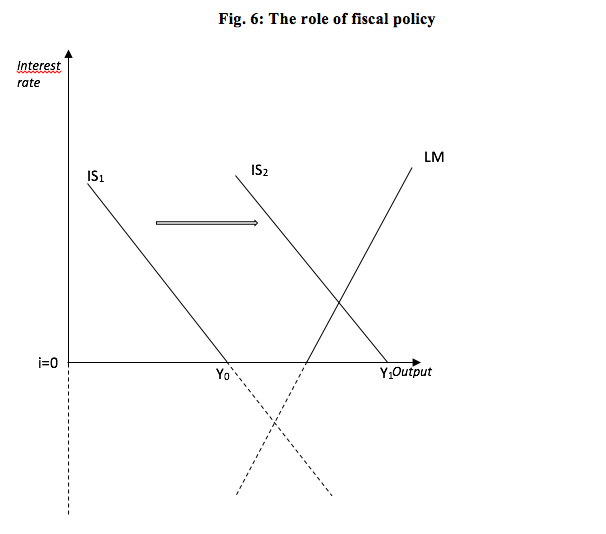 Fig. 6: The role of fiscal policy
Interest
rate
LM
IS₁
IS₂
i=0
Y₀
Y₁Output